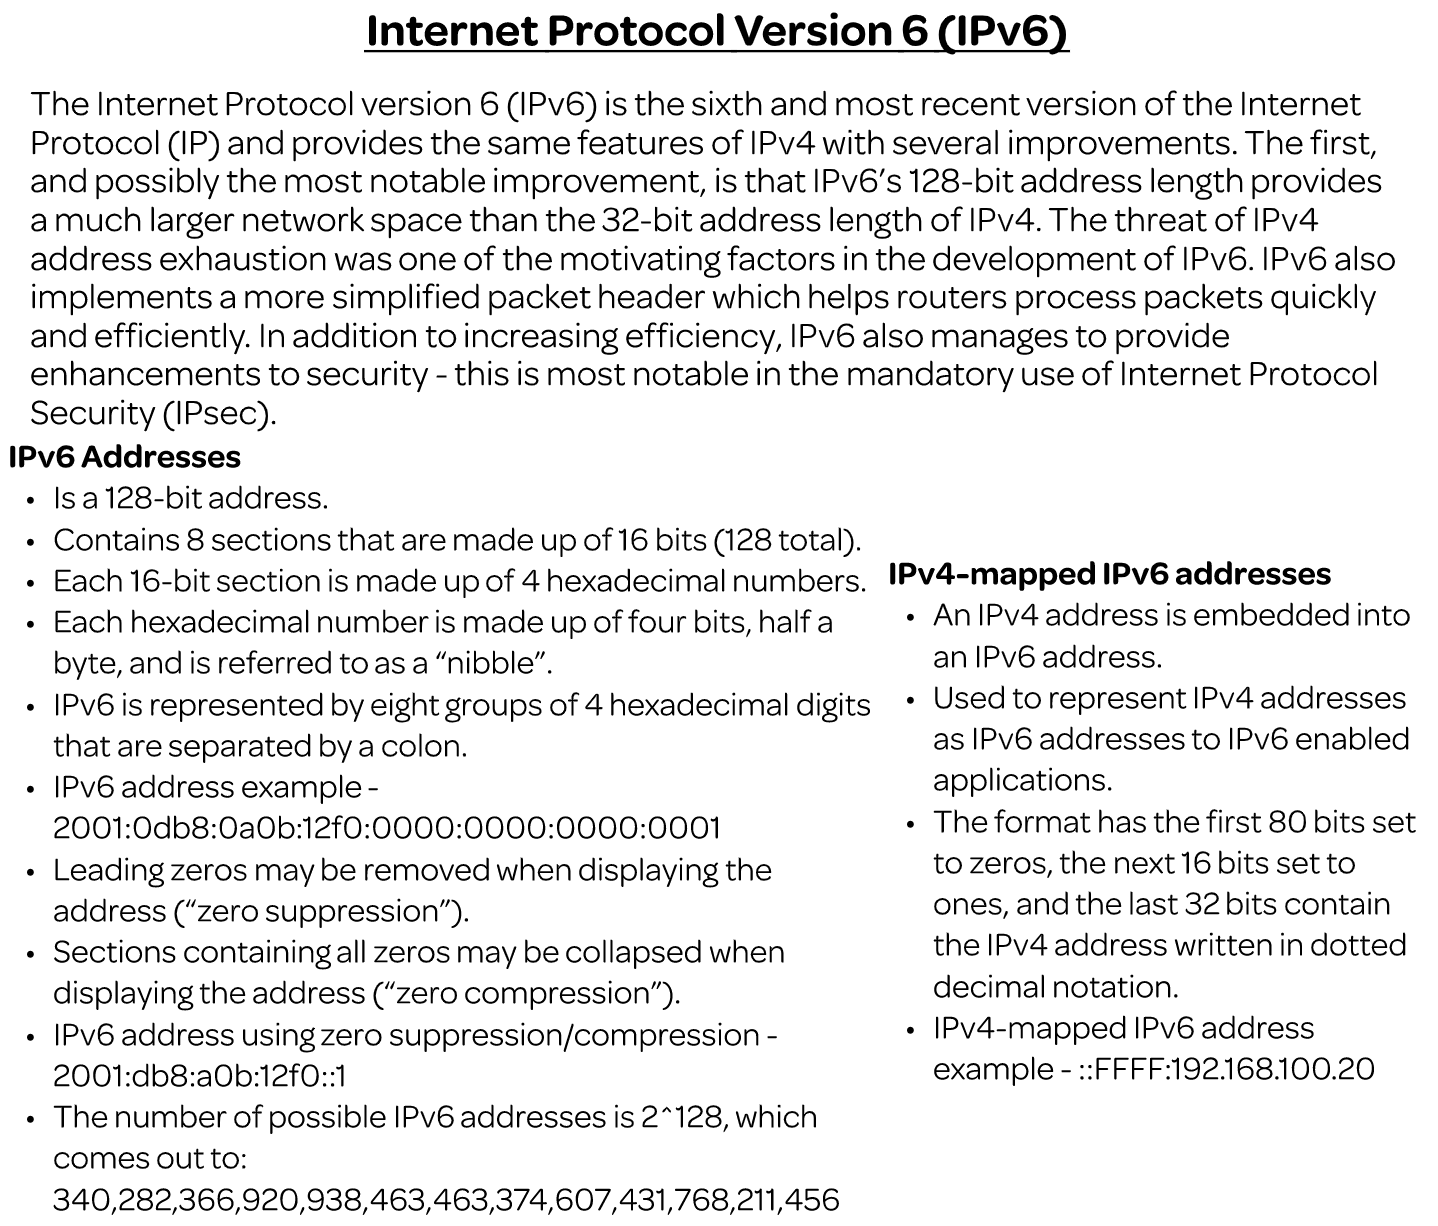 Internet Protocol Version 6 (IPv6)
The Internet Protocol version 6 (IPv6) is the sixth and most recent version of the Internet
Protocol (IP) and provides the same features of IPv4 with several improvements. The first,
and possibly the most notable improvement, is that IPv6’s 128-bit address length provides
a much larger network space than the 32-bit address length of IPv4. The threat of IPv4
address exhaustion was one of the motivating factors in the development of IPv6. IPv6 also
implements a more simplified packet header which helps routers process packets quickly
and efficiently. In addition to increasing efficiency, IPv6 also manages to provide
enhancements to security - this is most notable in the mandatory use of Internet Protocol
Security (IPsec).
IPv6 Addresses
• Is a 128-bit address.
• Contains 8 sections that are made up of 16 bits (128 total).
• Each 16-bit section is made up of 4 hexadecimal numbers.
• Each hexadecimal number is made up of four bits, half a
byte, and is referred to as a “nibble”.
• IPv6 is represented by eight groups of 4 hexadecimal digits
that are separated by a colon.
• IPv6 address example -
2001:0db8:0a0b:12f0:0000:0000:0000:0001
• Leading zeros may be removed when displaying the
address (“zero suppression”).
• Sections containing all zeros may be collapsed when
displaying the address (“zero compression”).
• IPv6 address using zero suppression/compression -
2001:db8:a0b:12f0::1
• The number of possible IPv6 addresses is 2^128, which
comes out to:
340,282,366,920,938,463,463,374,607,431,768,211,456
IPv4-mapped IPv6 addresses
• An IPv4 address is embedded into
an IPv6 address.
• Used to represent IPv4 addresses
as IPv6 addresses to IPv6 enabled
applications.
• The format has the first 80 bits set
to zeros, the next 16 bits set to
ones, and the last 32 bits contain
the IPv4 address written in dotted
decimal notation.
• IPv4-mapped IPv6 address
example - ::FFFF:192.168.100.20